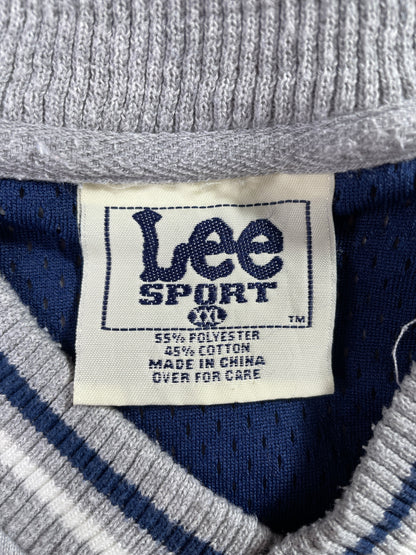 Lee
SPORT
XXL
TM
55% POLYESTER
45% COTTON
MADE IN CHINA
OVER FOR CARE